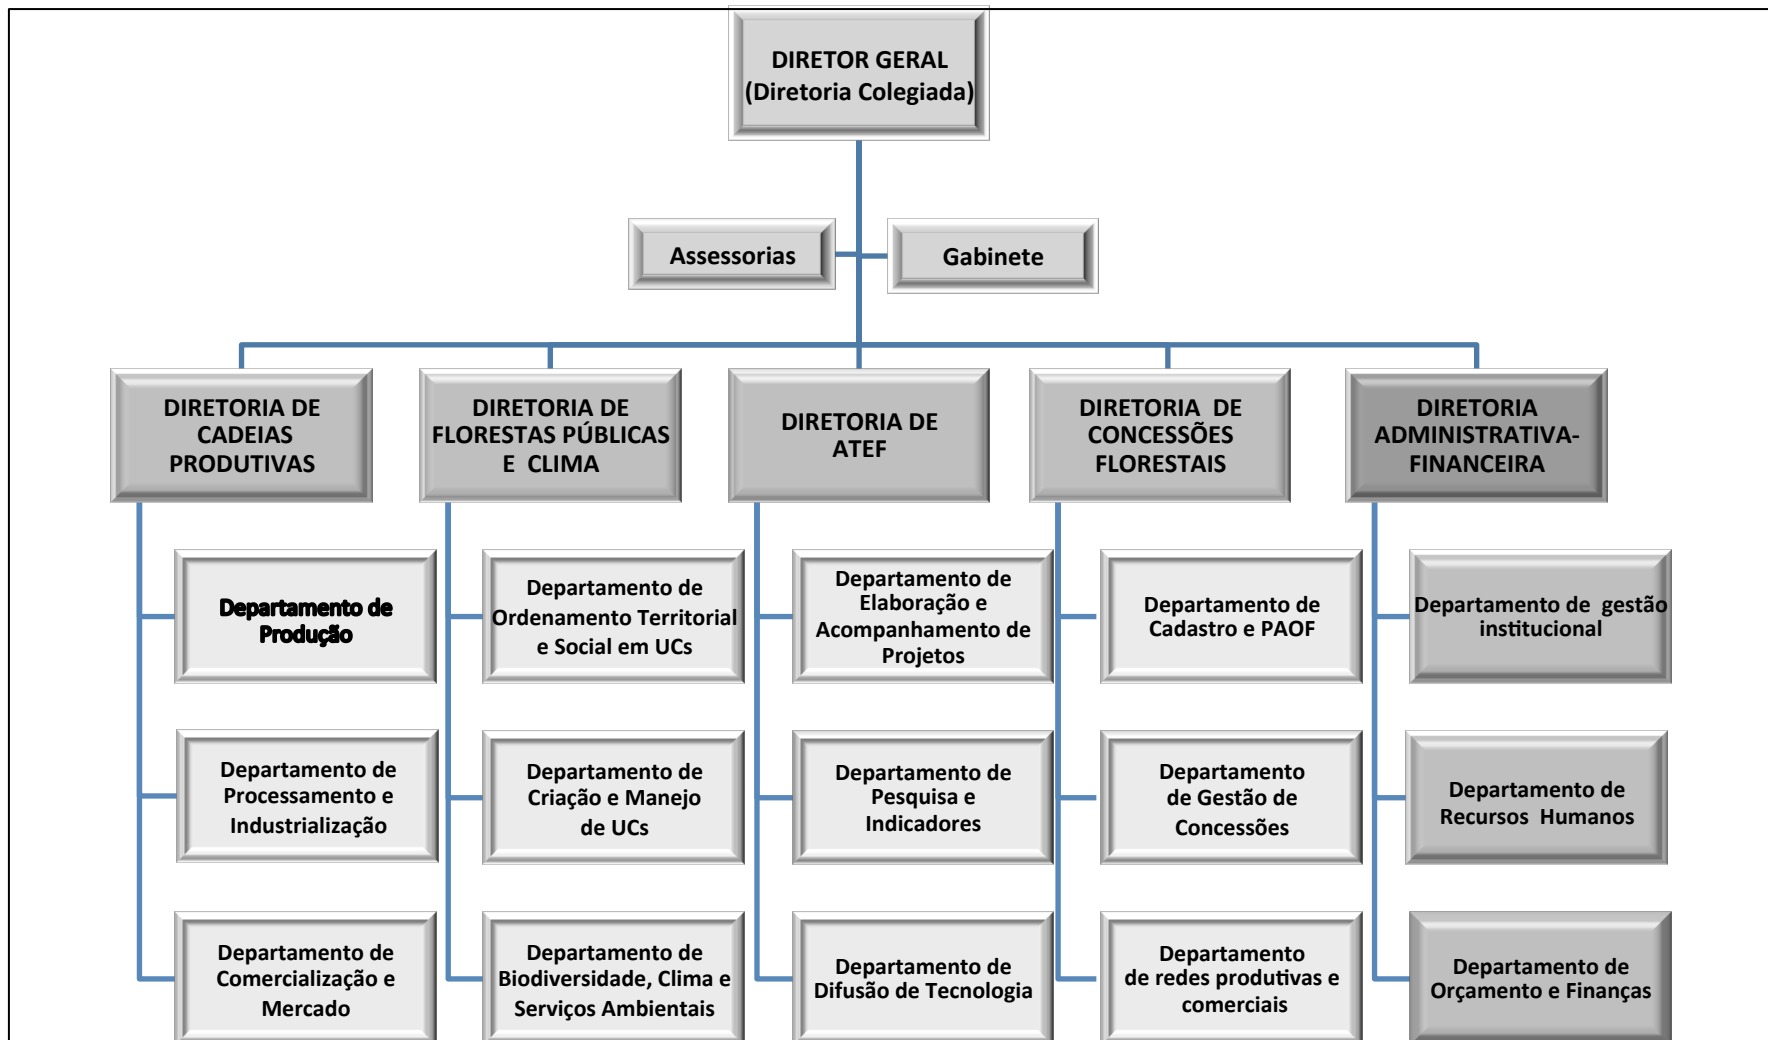 DIRETOR GERAL
(Diretoria Colegiada)
Assessorias
Gabinete
DIRETORIA DE
CADEIAS
PRODUTIVAS
DIRETORIA DE
FLORESTAS PÚBLICAS
E CLIMA
DIRETORIA DE
ATEF
DIRETORIA DE
CONCESSÕES
FLORESTAIS
DIRETORIA
ADMINISTRATIVA-
FINANCEIRA
Departamento de
Produção
Departamento de
Ordenamento Territorial
e Social em UCs
Departamento de
Elaboração e
Acompanhamento de
Projetos
Departamento de
Cadastro e PAOF
Departamento de gestão
institucional
Departamento de
Processamento e
Industrialização
Departamento de
Criação e Manejo
de UCs
Departamento de
Pesquisa e
Indicadores
Departamento
de Gestão de
Concessões
Departamento de
Recursos Humanos
Departamento de
Comercialização e
Mercado
Departamento de
Biodiversidade, Clima e
Serviços Ambientais
Departamento de
Difusão de Tecnologia
Departamento
de redes produtivas e
comerciais
Departamento de
Orçamento e Finanças